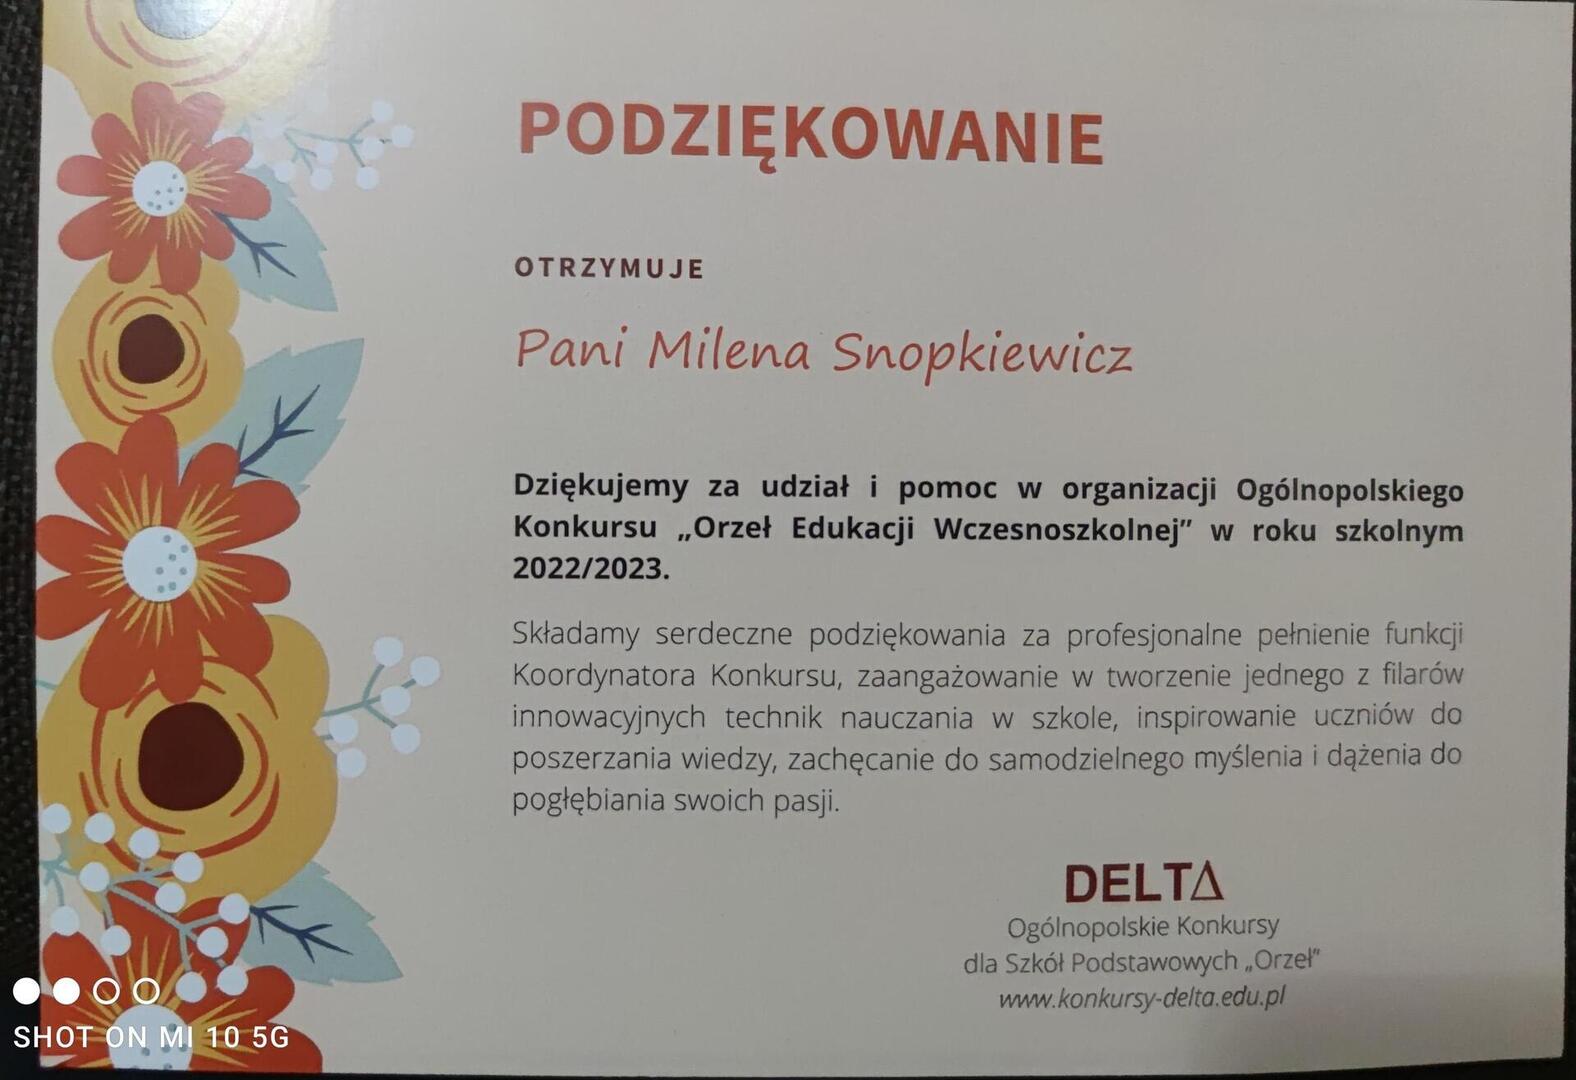 PODZIĘKOWANIE
OTRZYMUJE
Pani Milena Snopkiewicz
Dziękujemy za udział i pomoc w organizacji Ogólnopolskiego
Konkursu „Orzeł Edukacji Wczesnoszkolnej” w roku szkolnym
2022/2023.
Składamy serdeczne podziękowania za profesjonalne pełnienie funkcji
Koordynatora Konkursu, zaangażowanie w tworzenie jednego z filarów
innowacyjnych technik nauczania w szkole, inspirowanie uczniów do
poszerzania wiedzy, zachęcanie do samodzielnego myślenia i dążenia do
pogłębiania swoich pasji.
DELTA
Ogólnopolskie Konkursy
dla Szkół Podstawowych „Orzeł”
www.konkursy-delta.edu.pl
SHOT ON MI 10 5G